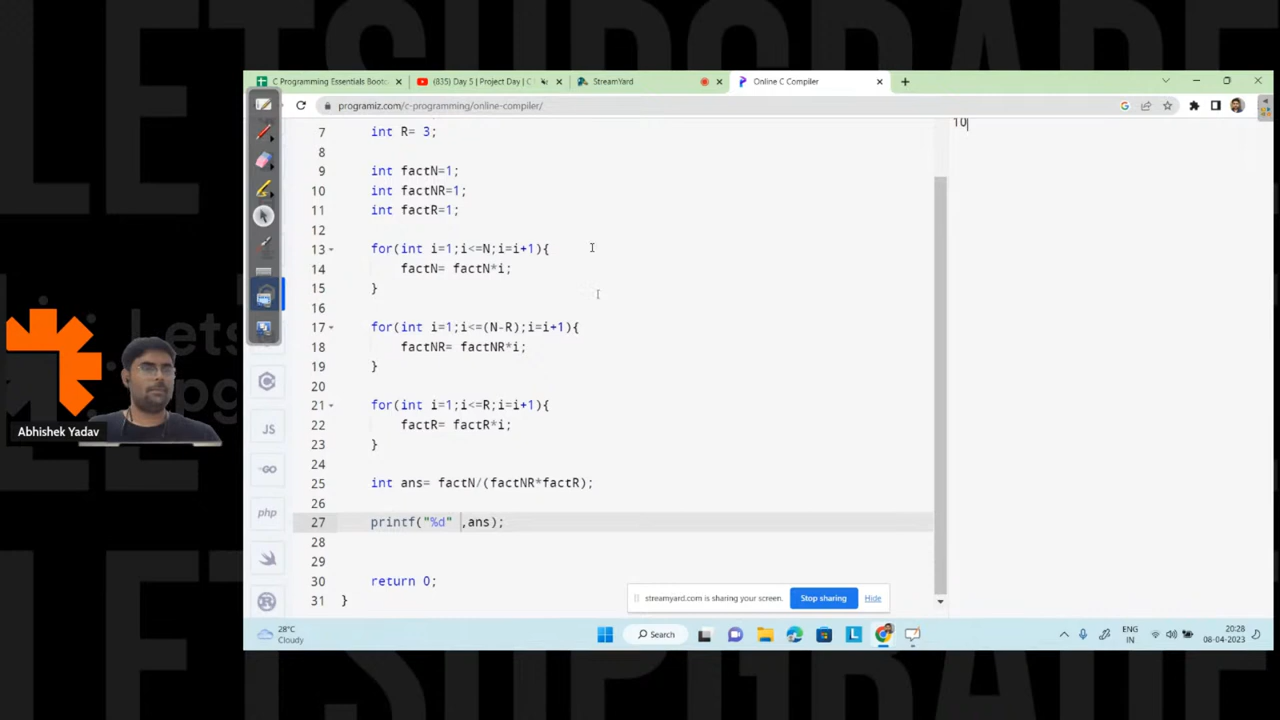 LETSUPGRADE
C Programming Essentials Bootc
(835) Day 5 | Project Day | C
StreamYard
Online C Compiler
programiz.com/c-programming/online-compiler/
10
7 int R= 3;
8
9 int factN=1;
10 int factNR=1;
11 int factR=1;
12
13 for(int i=1;i<=N;i=i+1){
14 factN= factN*i;
15 }
16
17 for(int i=1;i<=(N-R);i=i+1){
18 factNR= factNR*i;
19 }
20
21 for(int i=1;i<=R;i=i+1){
22 factR= factR*i;
23 }
24
25 int ans= factN/(factNR*factR);
26
27 printf("%d" ,ans);
28
29
30 return 0;
31 }
JS
GO
php
Lets
Upg
Abhishek Yadav
streamyard.com is sharing your screen.
Stop sharing
Hide
28°C
Cloudy
Search
L
ENG
IN
20:28
08-04-2023
LETSUPGRADE